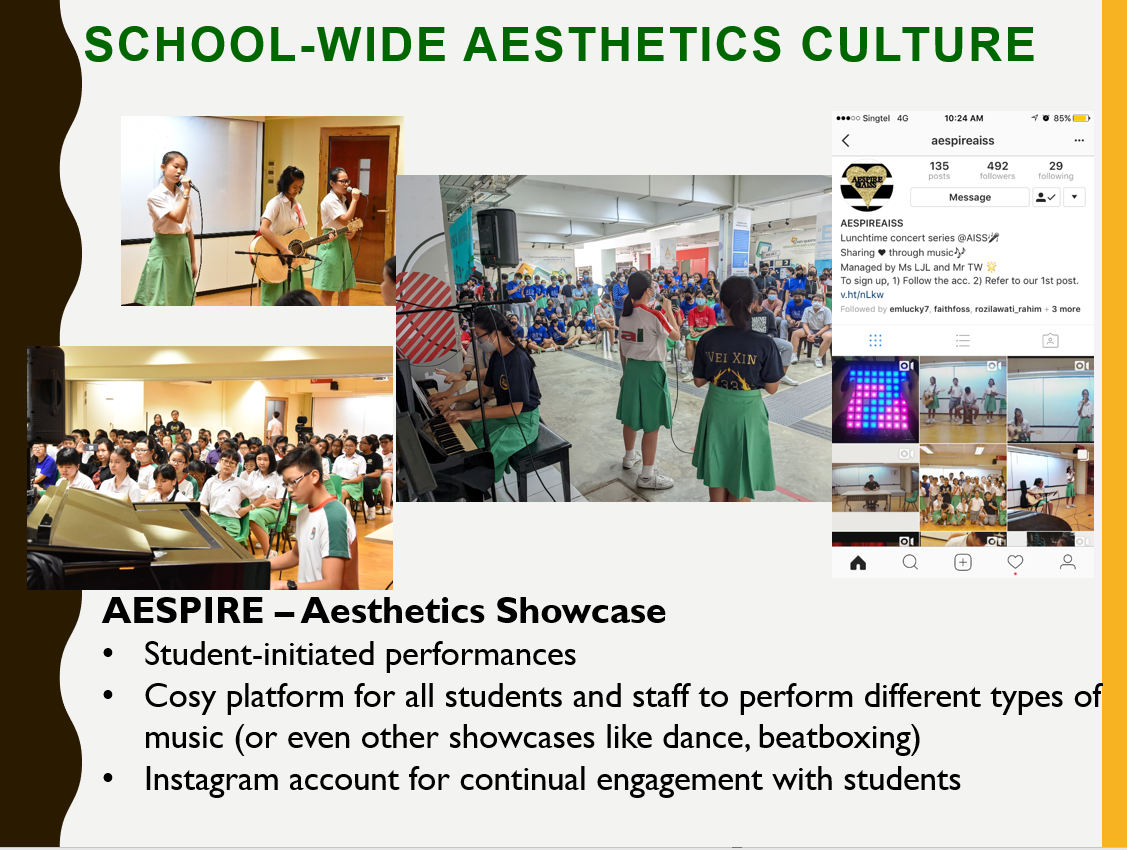 SCHOOL-WIDE AESTHETICS CULTURE
●●●○○ Singtel 4G 10:24 AM 85%
aespireaiss
135 492 29
posts followers following
Message
AESPIRE
@AISS
AESPIREAISS
Lunchtime concert series @AISS🎤
Sharing ♥ through music🎶
Managed by Ms LJL and Mr TW 🌟
To sign up, 1) Follow the acc. 2) Refer to our 1st post.
v.ht/nLkw
Followed by emlucky7, faithfoss, rozilawati_rahim + 3 more
WEI XIN
33
AESPIRE – Aesthetics Showcase
• Student-initiated performances
• Cosy platform for all students and staff to perform different types of
music (or even other showcases like dance, beatboxing)
• Instagram account for continual engagement with students